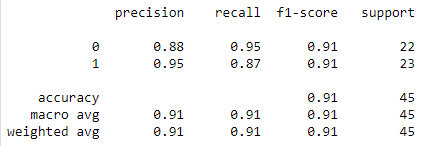 precision recall f1-score support
0 0.88 0.95 0.91 22
1 0.95 0.87 0.91 23
accuracy 0.91 45
macro avg 0.91 0.91 0.91 45
weighted avg 0.91 0.91 0.91 45